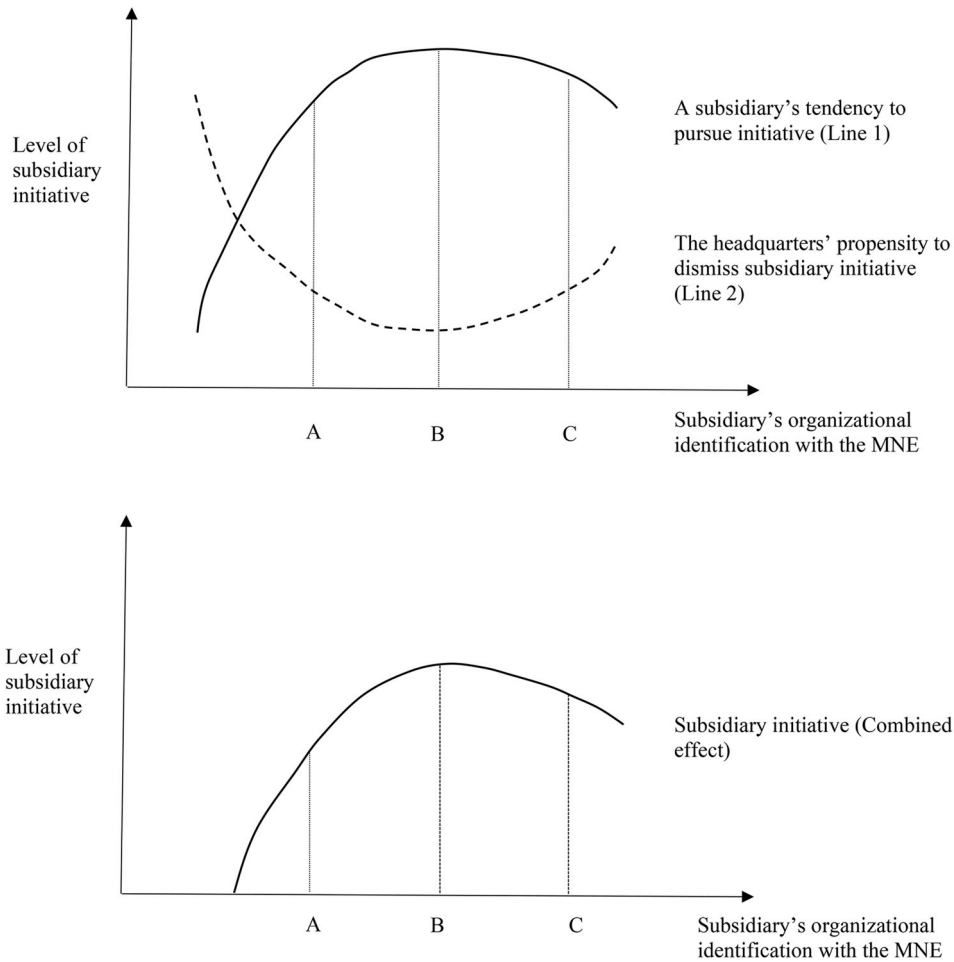 Level of
subsidiary
initiative
A subsidiary's tendency to
pursue initiative (Line 1)
The headquarters' propensity to
dismiss subsidiary initiative
(Line 2)
A
B
C
Subsidiary's organizational
identification with the MNE
Level of
subsidiary
initiative
Subsidiary initiative (Combined
effect)
A
B
C
Subsidiary's organizational
identification with the MNE